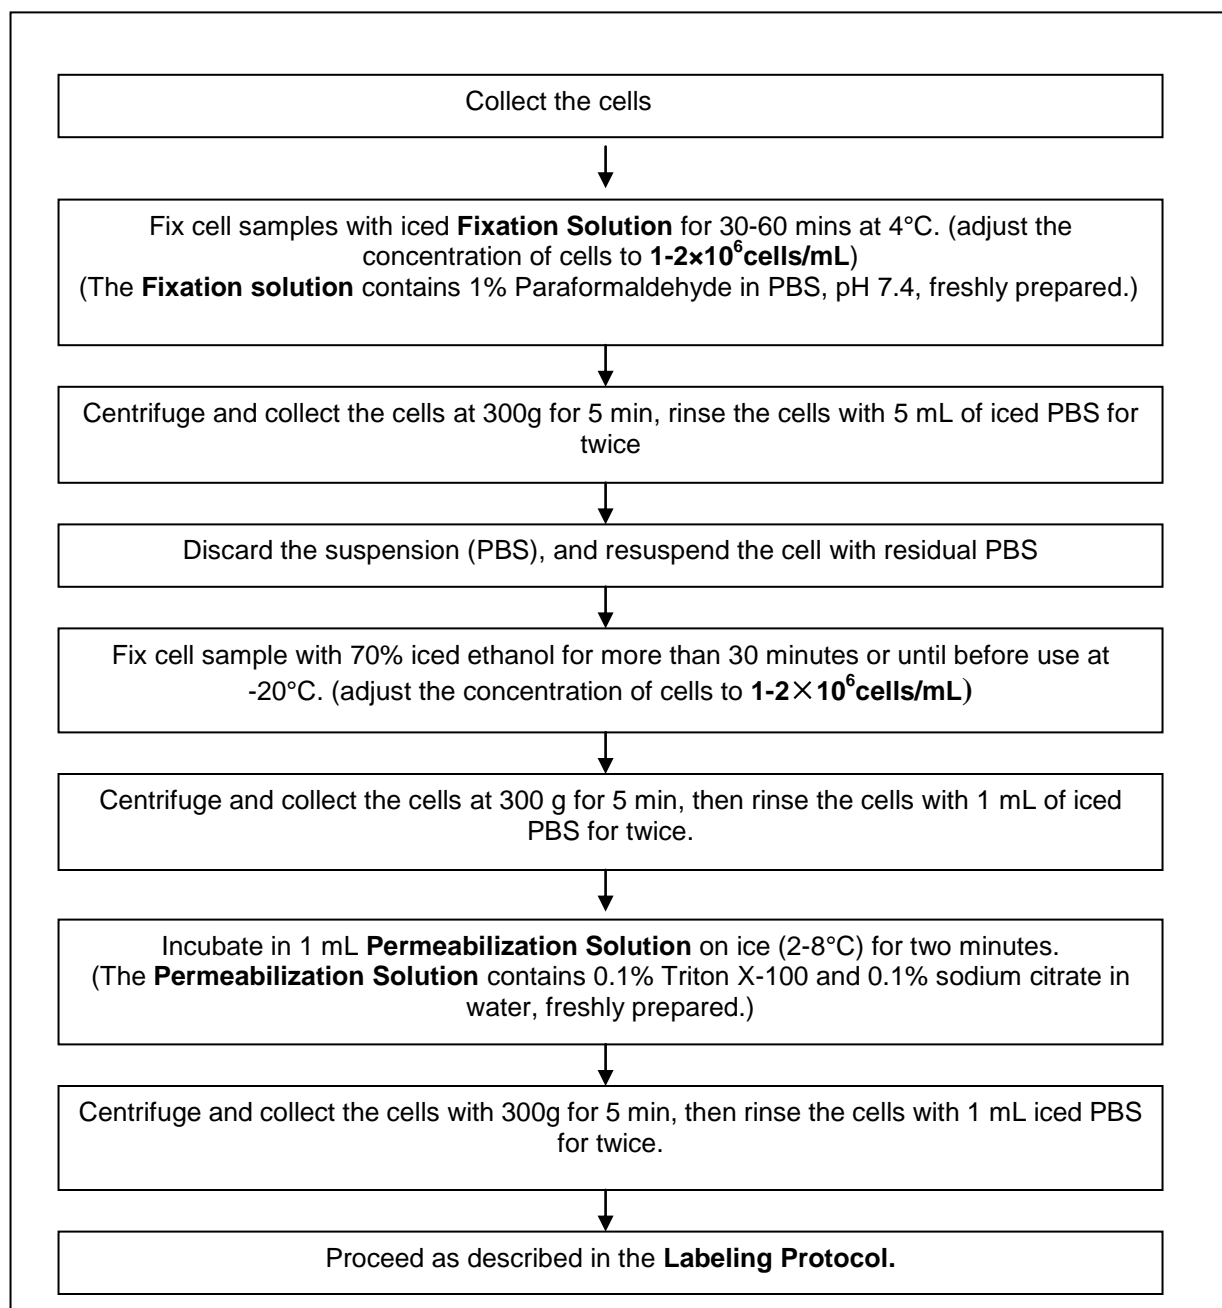 Collect the cells
Fix cell samples with iced Fixation Solution for 30-60 mins at 4°C. (adjust the
concentration of cells to 1-2×10⁶cells/mL)
(The Fixation solution contains 1% Paraformaldehyde in PBS, pH 7.4, freshly prepared.)
Centrifuge and collect the cells at 300g for 5 min, rinse the cells with 5 mL of iced PBS for
twice
Discard the suspension (PBS), and resuspend the cell with residual PBS
Fix cell sample with 70% iced ethanol for more than 30 minutes or until before use at
-20°C. (adjust the concentration of cells to 1-2×10⁶cells/mL)
Centrifuge and collect the cells at 300 g for 5 min, then rinse the cells with 1 mL of iced
PBS for twice.
Incubate in 1 mL Permeabilization Solution on ice (2-8°C) for two minutes.
(The Permeabilization Solution contains 0.1% Triton X-100 and 0.1% sodium citrate in
water, freshly prepared.)
Centrifuge and collect the cells with 300g for 5 min, then rinse the cells with 1 mL iced PBS
for twice.
Proceed as described in the Labeling Protocol.